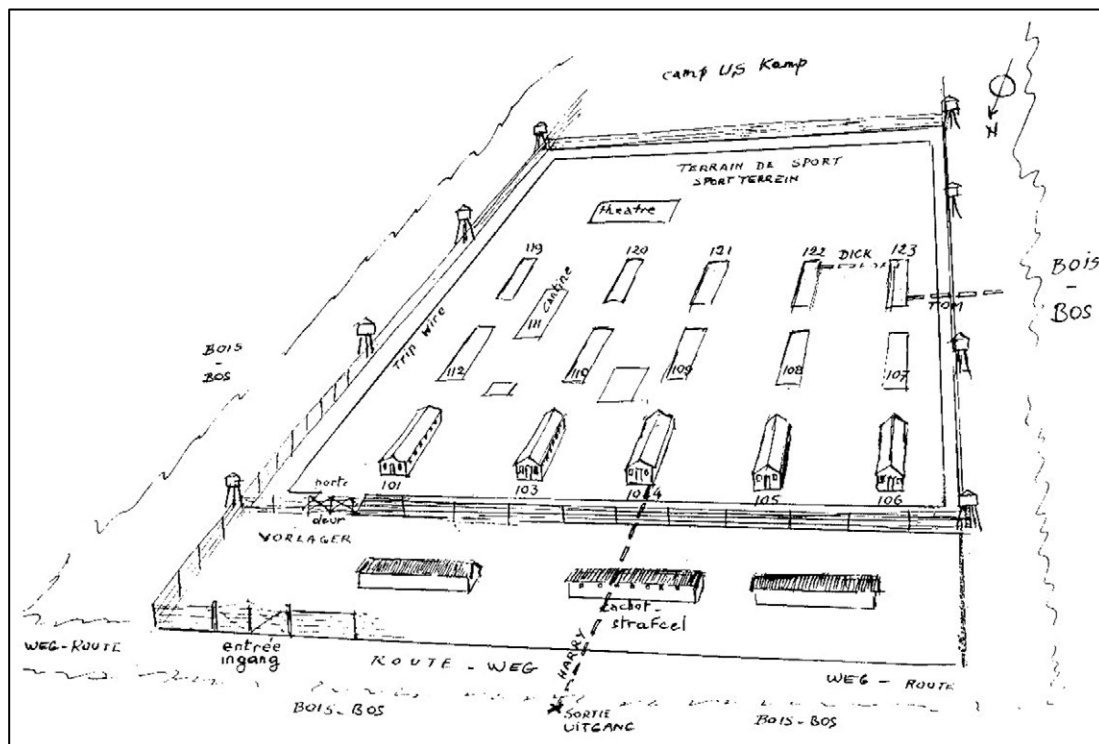 camp US Kamp
N
TERRAIN DE SPORT
SPORT TERREIN
theatre
119
120
121
122
DICK
123
TOM
BOIS
-
BOS
111 Cantine
Trip Wire
BOIS
-
BOS
112
110
109
108
107
101
103
104
105
106
porte
deur
VORLAGER
cachot-
strafcel
WEG-ROUTE
entrée
ingang
ROUTE-WEG
HARRY
WEG - ROUTE
BOIS-BOS
SORTIE
UITGANG
BOIS-BOS